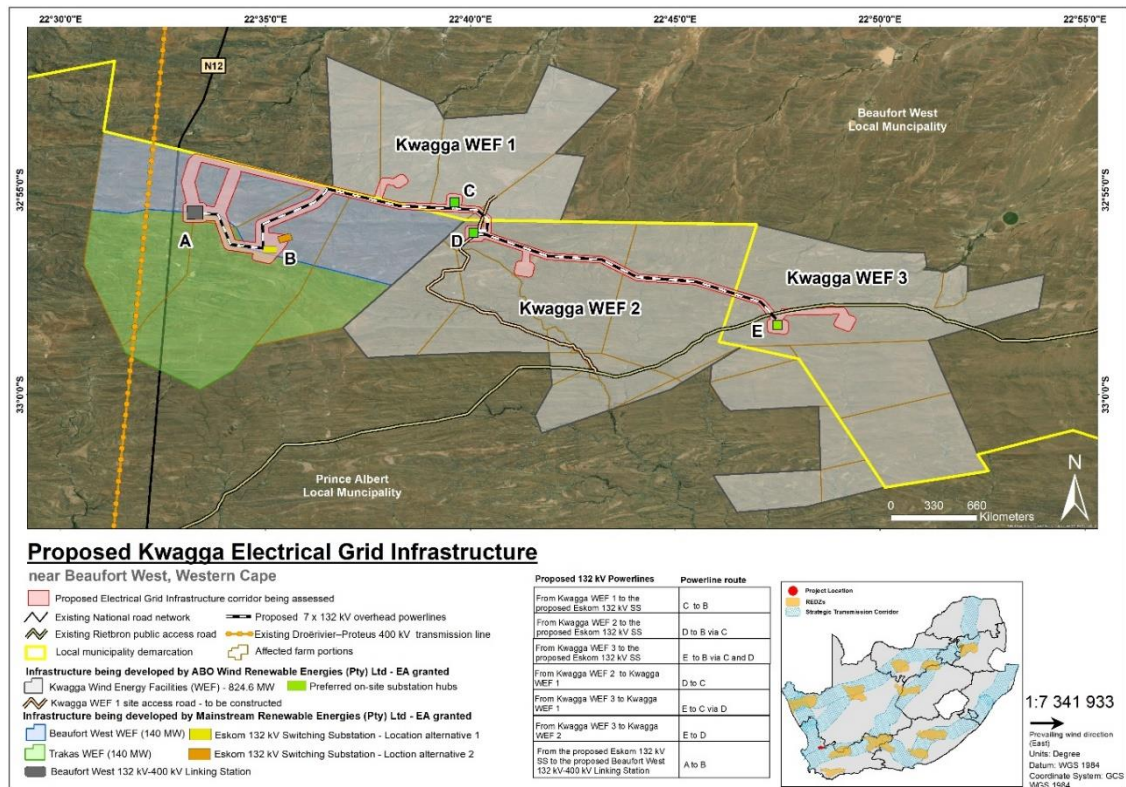 22°30'0"E 22°35'0"E 22°40'0"E 22°45'0"E 22°50'0"E 22°55'0"E
N12
Beaufort West
Local Muncipality
Kwagga WEF 1
32°55'0"S
32°55'0"S
C
A
D
B
Kwagga WEF 3
Kwagga WEF 2
E
33°0'0"S
33°0'0"S
Prince Albert
Local Muncipality
N
0 330 660
Kilometers
Proposed Kwagga Electrical Grid Infrastructure
near Beaufort West, Western Cape
Proposed Electrical Grid Infrastructure corridor being assessed
Existing National road network
Proposed 7 x 132 kV overhead powerlines
Existing Rietbron public access road
Existing Droërivier–Proteus 400 kV transmission line
Local municipality demarcation
Affected farm portions
Infrastructure being developed by ABO Wind Renewable Energies (Pty) Ltd - EA granted
Kwagga Wind Energy Facilities (WEF) - 824.6 MW
Preferred on-site substation hubs
Kwagga WEF 1 site access road - to be constructed
Infrastructure being developed by Mainstream Renewable Energies (Pty) Ltd - EA granted
Beaufort West WEF (140 MW)
Eskom 132 kV Switching Substation - Location alternative 1
Trakas WEF (140 MW)
Eskom 132 kV Switching Substation - Loction alternative 2
Beaufort West 132 kV-400 kV Linking Station
Proposed 132 kV Powerlines
Powerline route
From Kwagga WEF 1 to the
proposed Eskom 132 kV SS
C to B
From Kwagga WEF 2 to the
proposed Eskom 132 kV SS
D to B via C
From Kwagga WEF 3 to the
proposed Eskom 132 kV SS
E to B via C and D
From Kwagga WEF 2 to Kwagga
WEF 1
D to C
From Kwagga WEF 3 to Kwagga
WEF 1
E to C via D
From Kwagga WEF 3 to Kwagga
WEF 2
E to D
From the proposed Eskom 132 kV
SS to the proposed Beaufort West
132 kV-400 kV Linking Station
A to B
Project Location
REDZs
Strategic Transmission Corridor
1:7 341 933
Prevailing wind direction
(East)
Units: Degree
Datum: WGS 1984
Coordinate System: GCS
WGS 1984